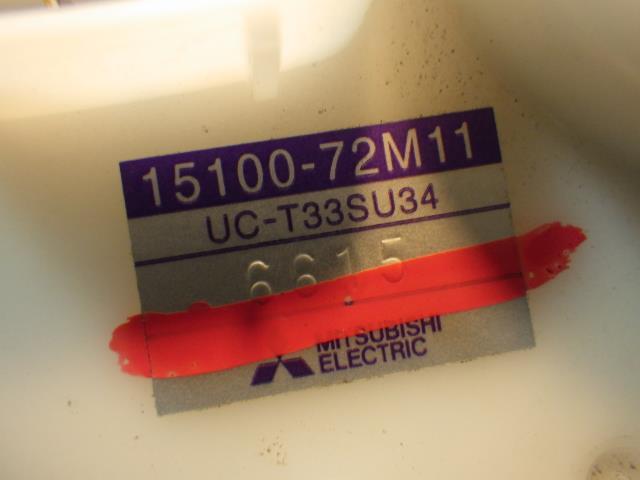 15100-72M11
UC-T33SU34
6615
MITSUBISHI
ELECTRIC